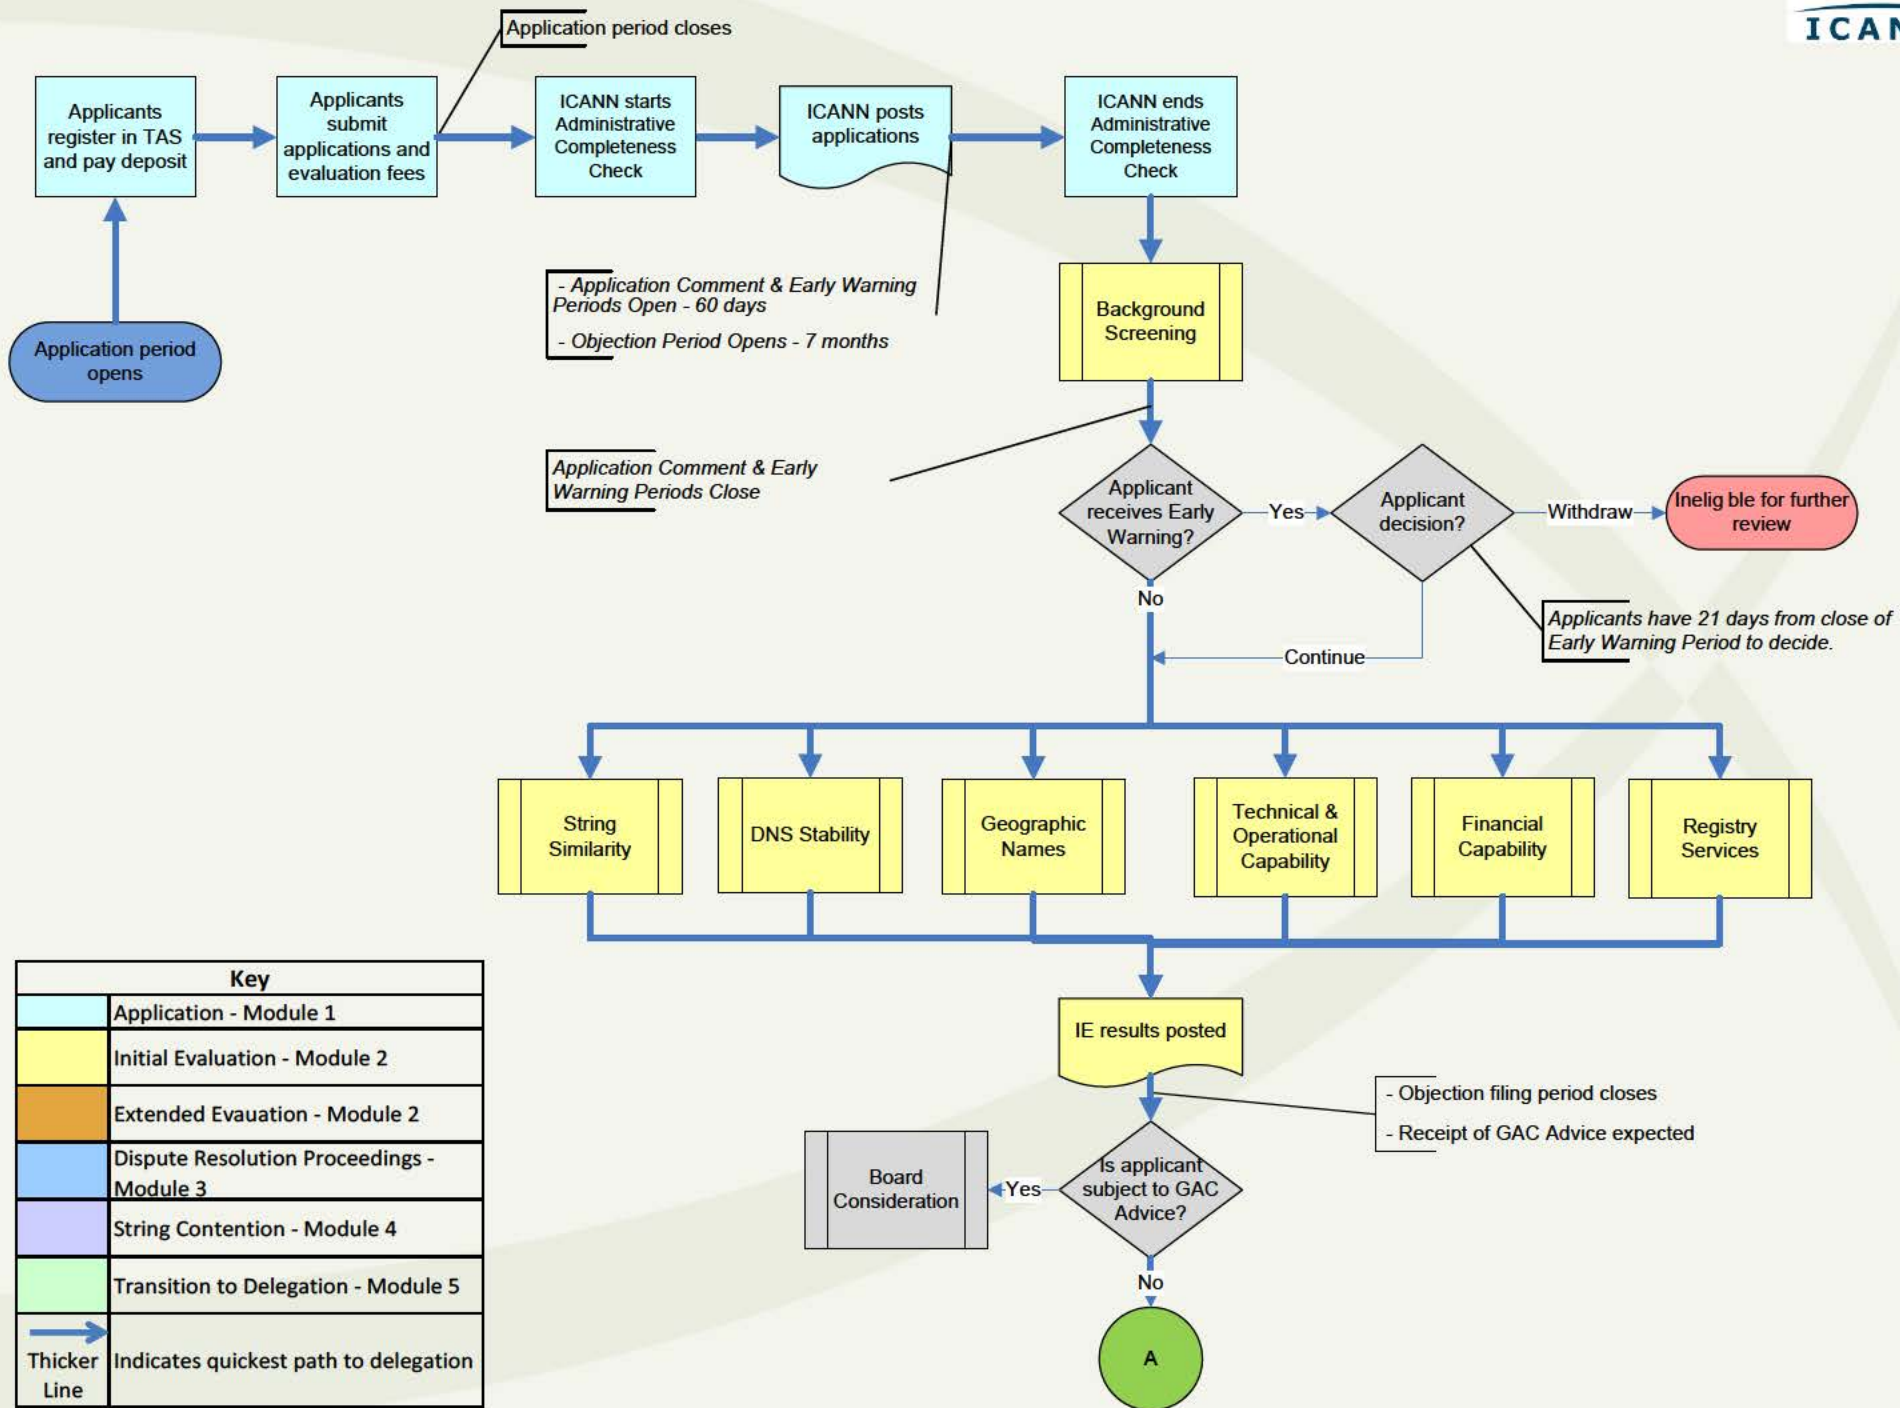 Application period closes
ICAN
Applicants
register in TAS
and pay deposit
Applicants
submit
applications and
evaluation fees
ICANN starts
Administrative
Completeness
Check
ICANN posts
applications
ICANN ends
Administrative
Completeness
Check
- Application Comment & Early Warning
Periods Open - 60 days
- Objection Period Opens - 7 months
Background
Screening
Application period
opens
Application Comment & Early
Warning Periods Close
Applicant
receives Early
Warning?
Yes
Applicant
decision?
Withdraw
Inelig ble for further
review
No
Applicants have 21 days from close of
Early Warning Period to decide.
Continue
String
Similarity
DNS Stability
Geographic
Names
Technical &
Operational
Capability
Financial
Capability
Registry
Services
IE results posted
- Objection filing period closes
- Receipt of GAC Advice expected
Board
Consideration
Yes
Is applicant
subject to GAC
Advice?
No
A
Key
Application - Module 1
Initial Evaluation - Module 2
Extended Evauation - Module 2
Dispute Resolution Proceedings -
Module 3
String Contention - Module 4
Transition to Delegation - Module 5
Thicker
Line
Indicates quickest path to delegation